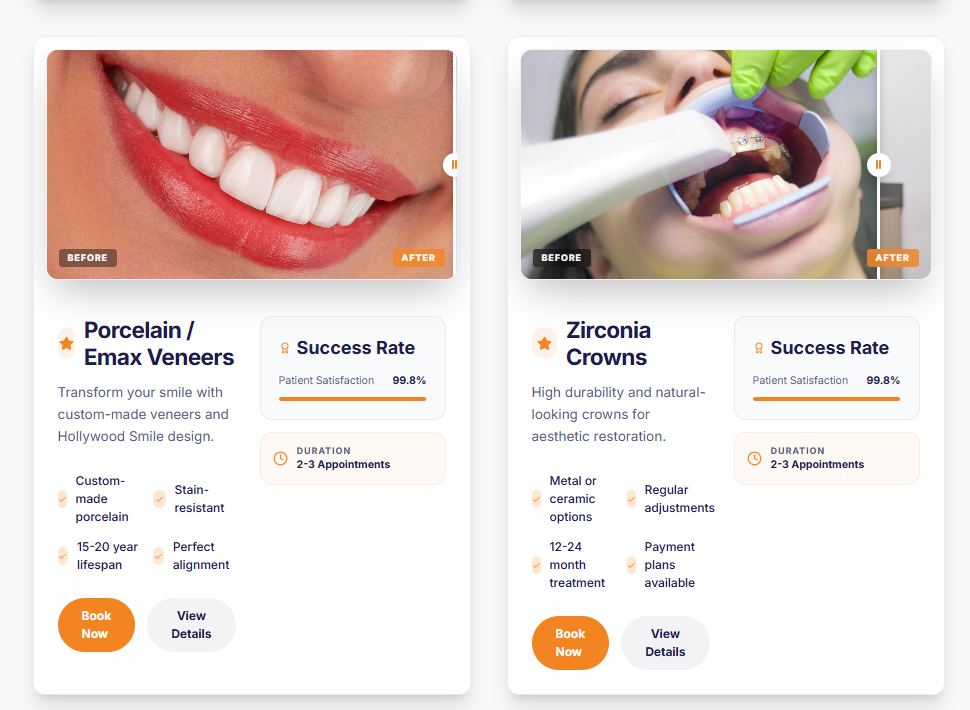 BEFORE
AFTER
Porcelain /
Emax Veneers
Transform your smile with
custom-made veneers and
Hollywood Smile design.
Custom-
made
porcelain
Stain-
resistant
15-20 year
lifespan
Perfect
alignment
Book
Now
View
Details
Success Rate
Patient Satisfaction 99.8%
DURATION
2-3 Appointments
BEFORE
AFTER
Zirconia
Crowns
High durability and natural-
looking crowns for
aesthetic restoration.
Metal or
ceramic
options
Regular
adjustments
12-24
month
treatment
Payment
plans
available
Book
Now
View
Details
Success Rate
Patient Satisfaction 99.8%
DURATION
2-3 Appointments